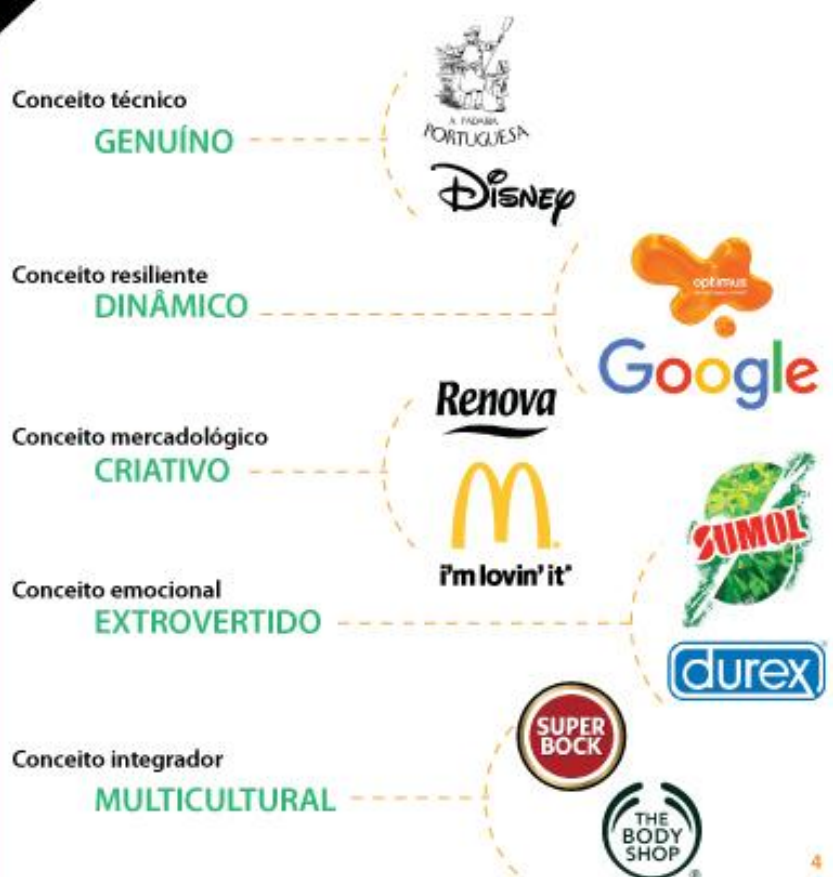 Conceito técnico
GENUÍNO
A PADARIA
PORTUGUESA
DISNEY
Conceito resiliente
DINÂMICO
optimus
Google
Conceito mercadológico
CRIATIVO
Renova
i'm lovin' it®
Conceito emocional
EXTROVERTIDO
SUMOL
durex
Conceito integrador
MULTICULTURAL
SUPER
BOCK
THE
BODY
SHOP
®
4